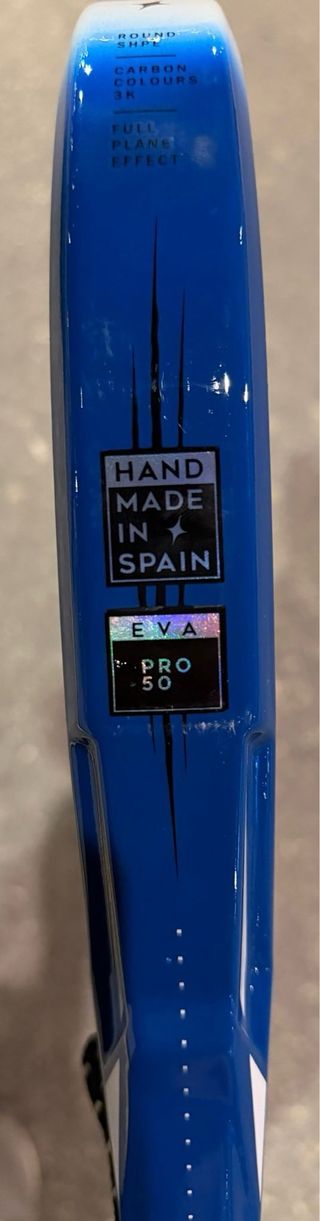 ROUND
SHPE
CARBON
COLOURS
3K
FULL
PLANE
EFFECT
HAND
MADE
IN
SPAIN
EVA
PRO
50